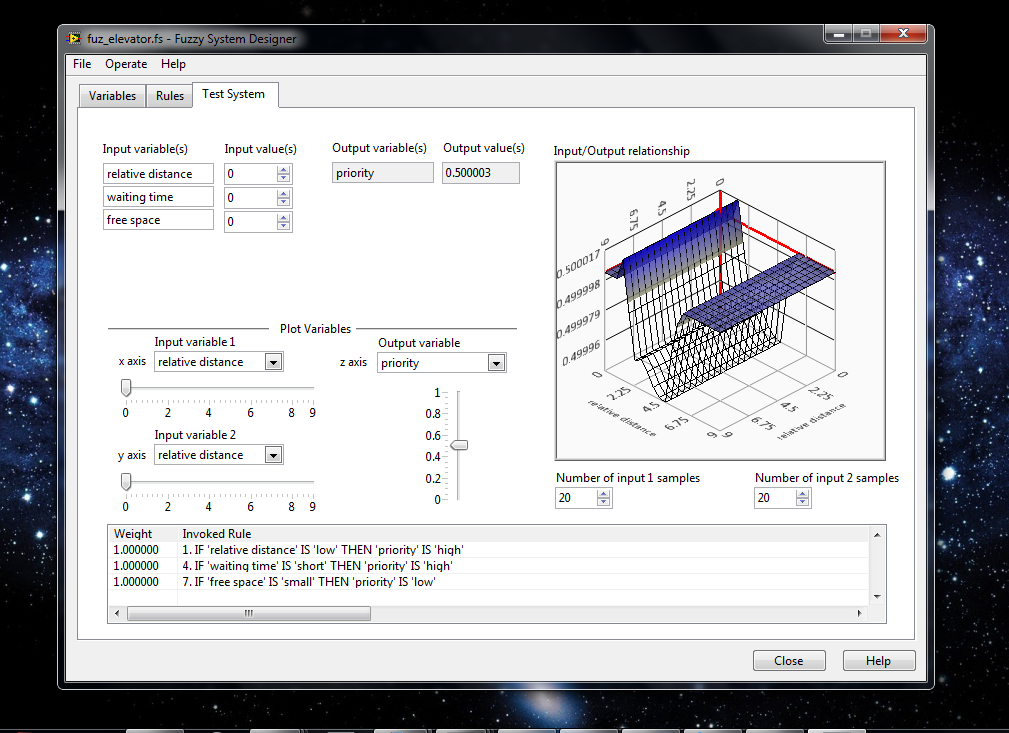 fuz_elevator.fs - Fuzzy System Designer
File Operate Help
Variables Rules Test System
Input variable(s) Input value(s) Output variable(s) Output value(s)
relative distance 0 priority 0.500003
waiting time 0
free space 0
Input/Output relationship
0 2.25 4.5 6.75 9
0.500017
0.499998
0.499979
0.49996
0 2.25 4.5 6.75 9
relative distance
9 6.75 4.5 2.25 0
relative distance
Plot Variables
Input variable 1 Output variable
x axis relative distance z axis priority
0 2 4 6 8 9
1
0.8
0.6
0.4
0.2
0
Input variable 2
y axis relative distance
0 2 4 6 8 9
Number of input 1 samples Number of input 2 samples
20 20
Weight Invoked Rule
1.000000 1. IF 'relative distance' IS 'low' THEN 'priority' IS 'high'
1.000000 4. IF 'waiting time' IS 'short' THEN 'priority' IS 'high'
1.000000 7. IF 'free space' IS 'small' THEN 'priority' IS 'low'
Close Help